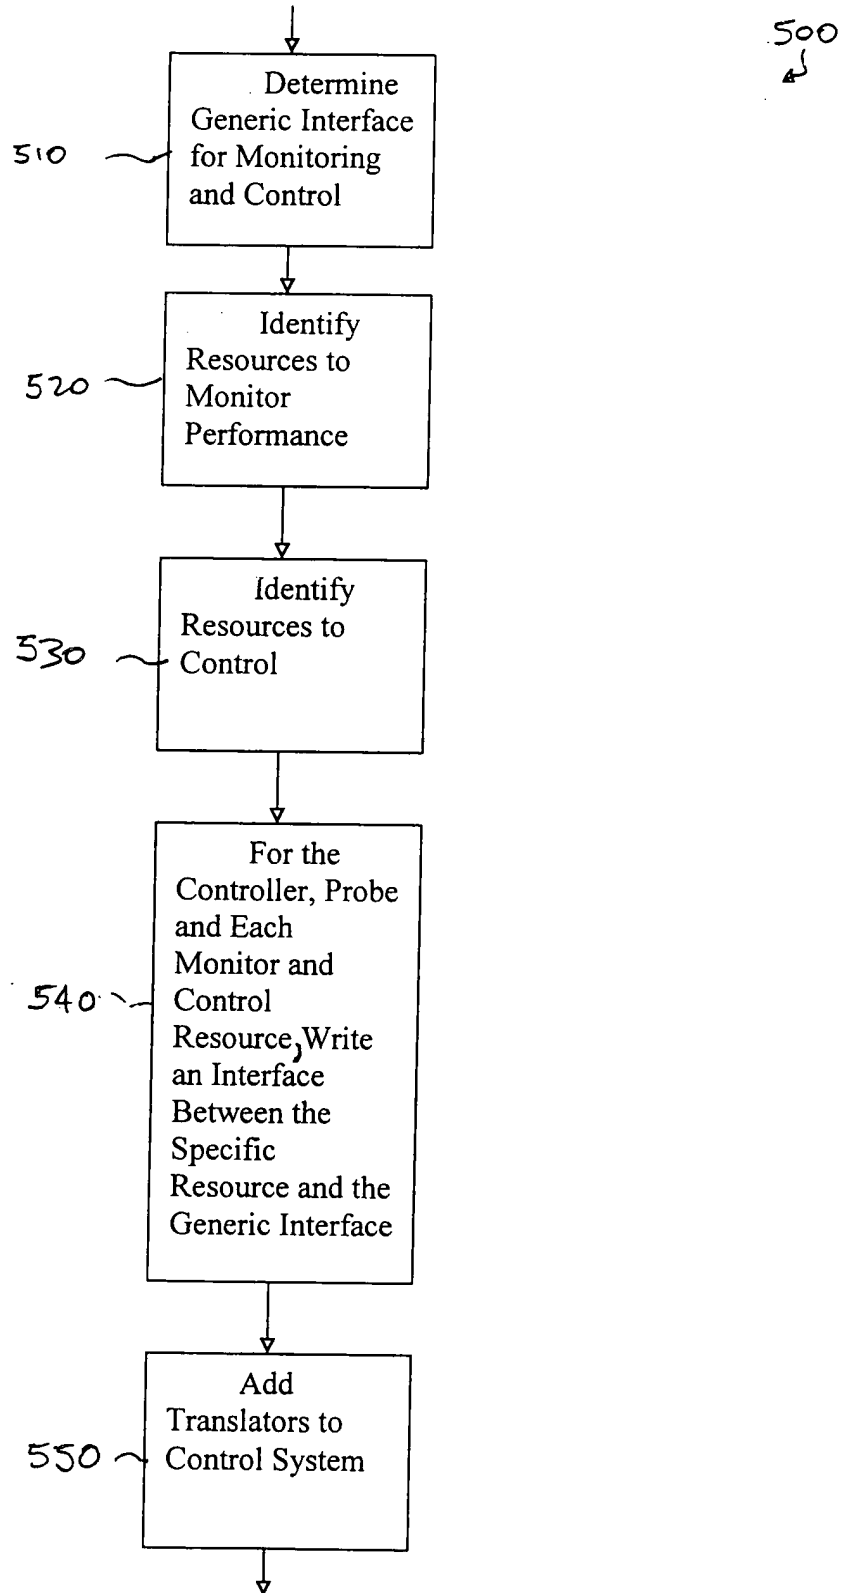 500
Determine
Generic Interface
for Monitoring
and Control
510
Identify
Resources to
Monitor
Performance
520
Identify
Resources to
Control
530
For the
Controller, Probe
and Each
Monitor and
Control
Resource, Write
an Interface
Between the
Specific
Resource and the
Generic Interface
540
Add
Translators to
Control System
550